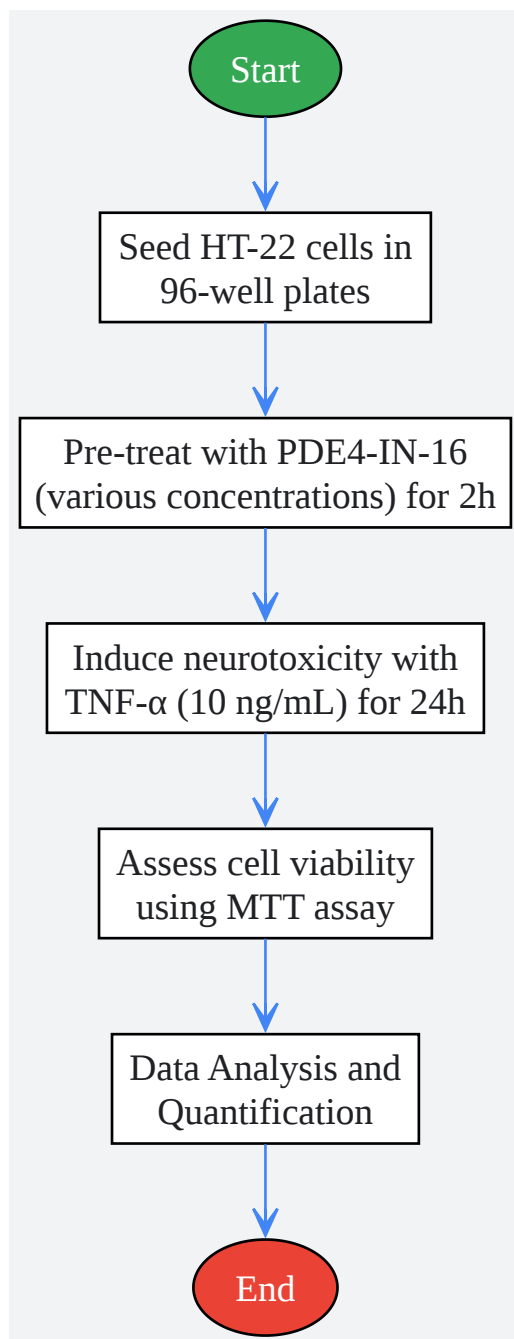 Start
Seed HT-22 cells in
96-well plates
Pre-treat with PDE4-IN-16
(various concentrations) for 2h
Induce neurotoxicity with
TNF-α (10 ng/mL) for 24h
Assess cell viability
using MTT assay
Data Analysis and
Quantification
End